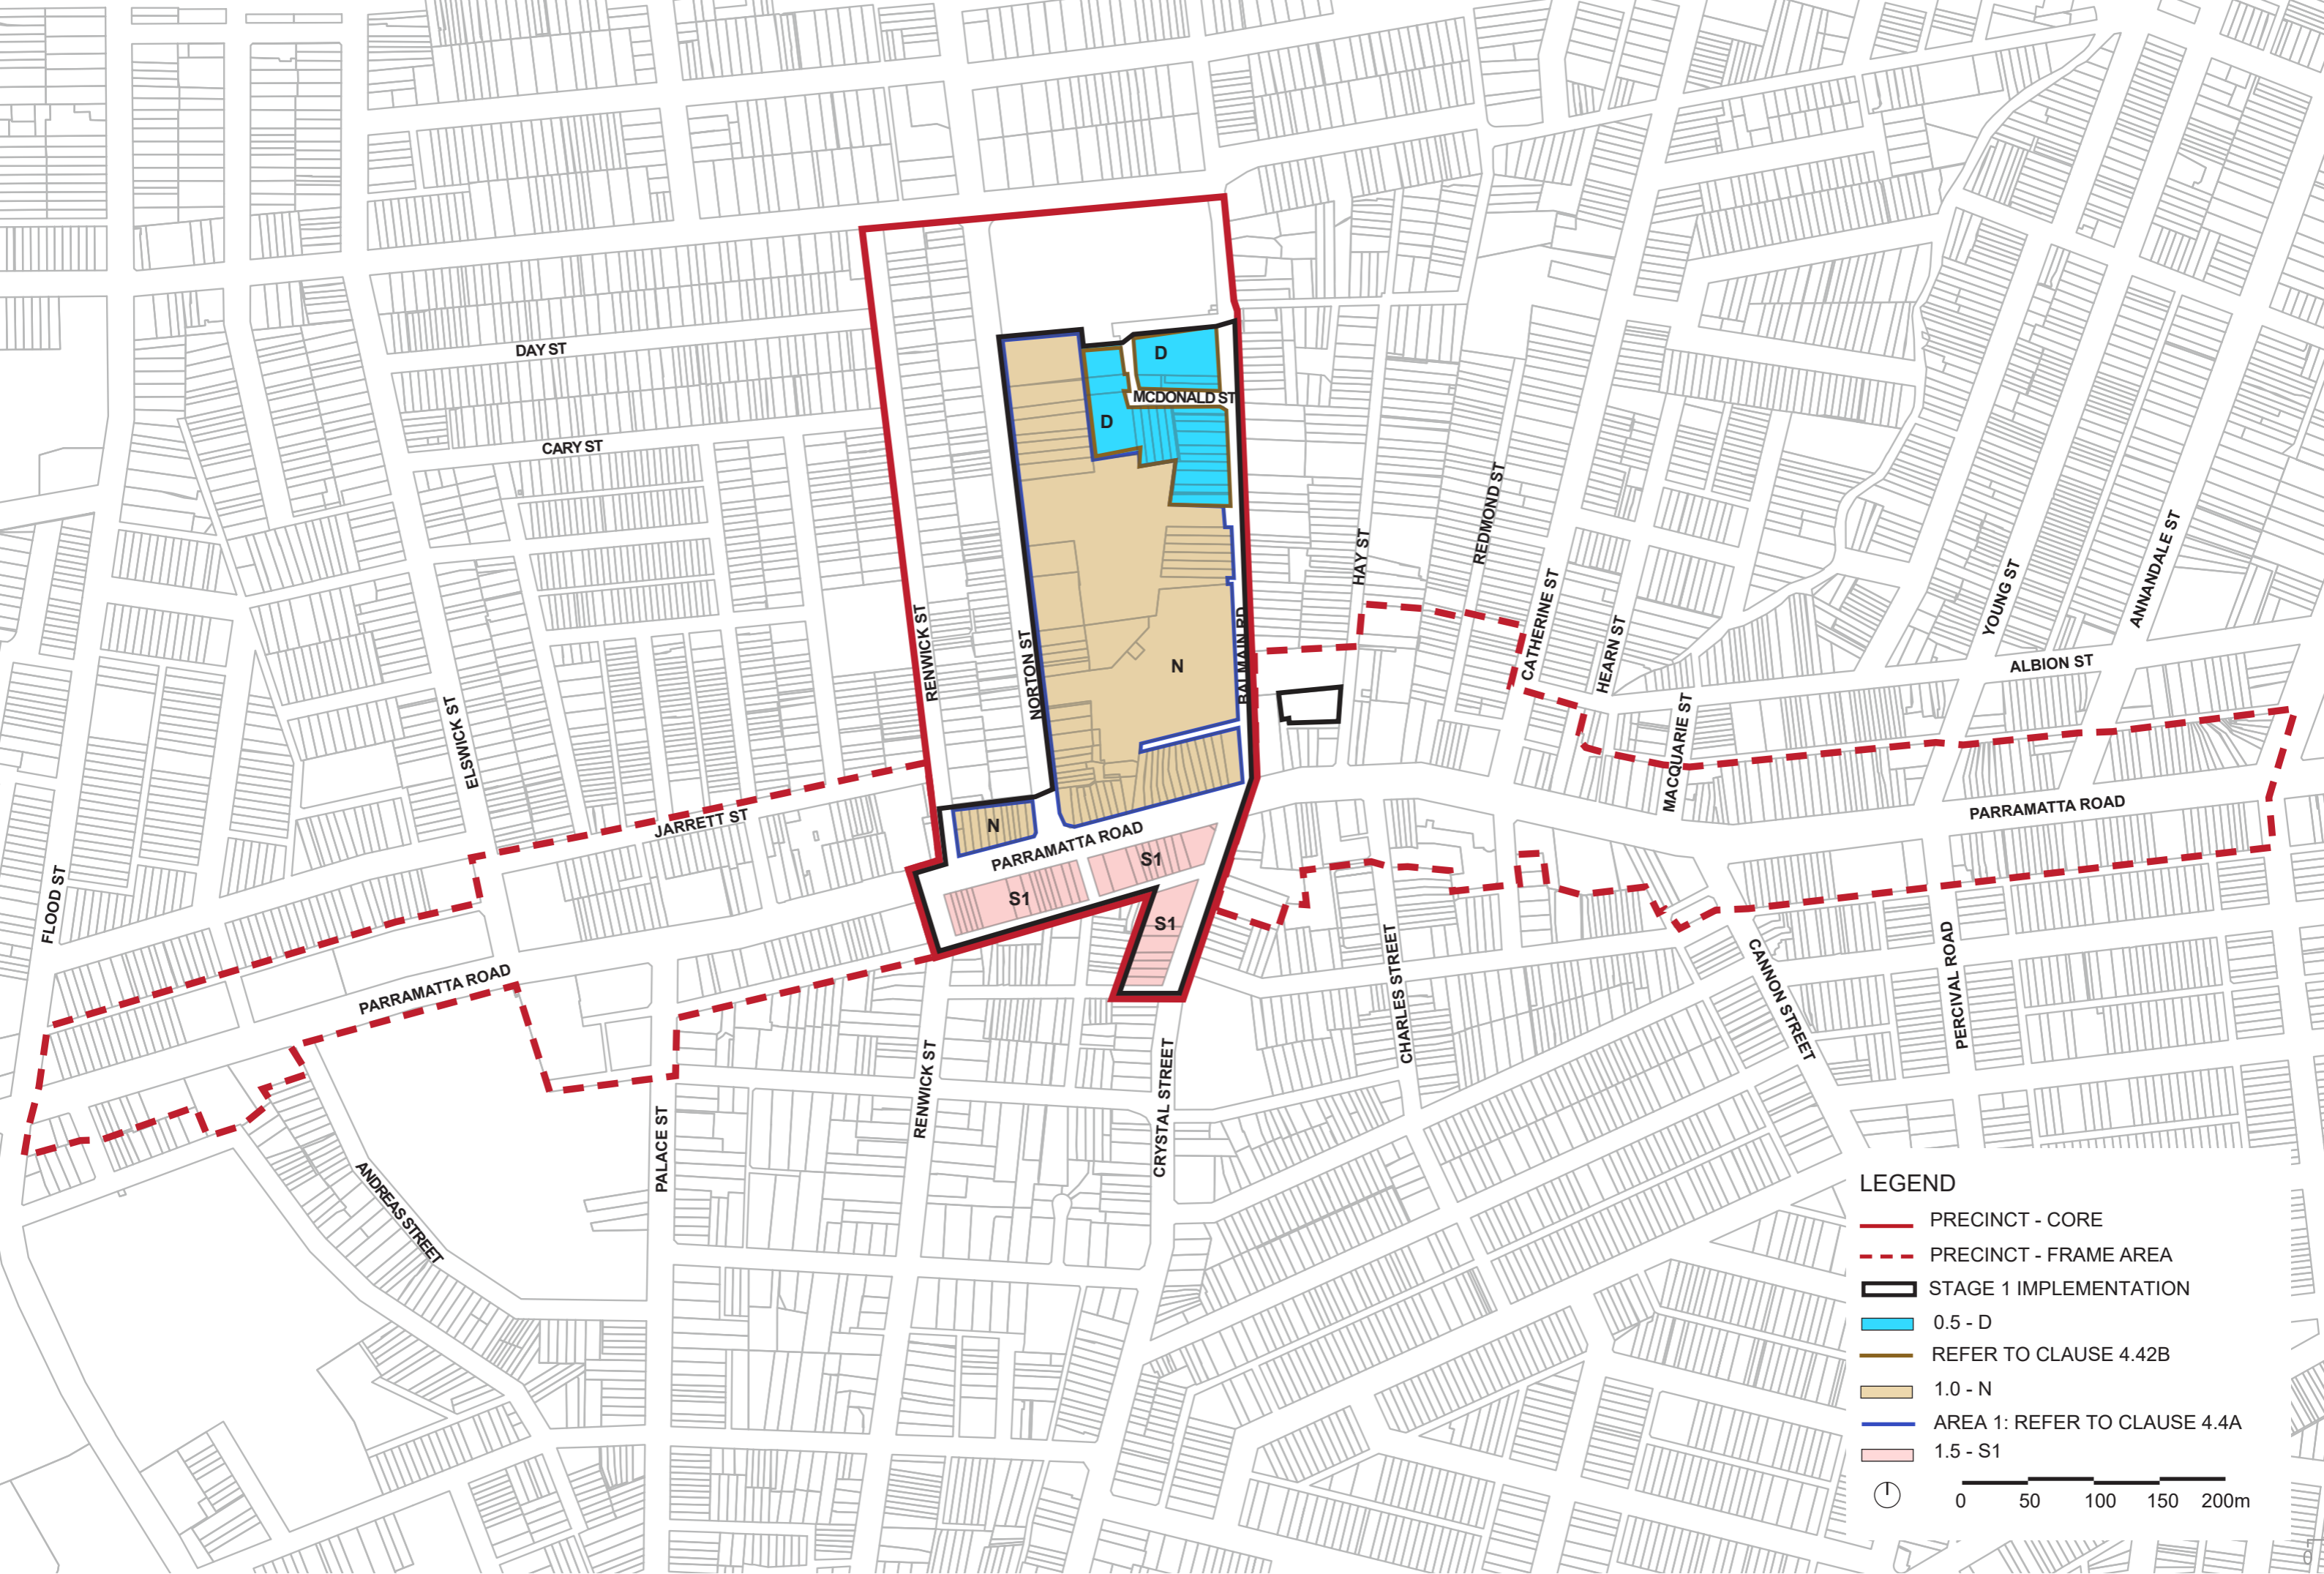 DAY ST
D
MCDONALD ST
D
CARY ST
REDMOND ST
HAY ST
ANNANDALE ST
YOUNG ST
CATHERINE ST
HEARN ST
RENWICK ST
NORTON ST
BALMAIN RD
N
ALBION ST
ELSWICK ST
MACQUARIE ST
JARRETT ST
N
PARRAMATTA ROAD
PARRAMATTA ROAD
S1
S1
S1
FLOOD ST
PARRAMATTA ROAD
CHARLES STREET
CANNON STREET
PERCIVAL ROAD
RENWICK ST
CRYSTAL STREET
PALACE ST
ANDREAS STREET
LEGEND
PRECINCT - CORE
PRECINCT - FRAME AREA
STAGE 1 IMPLEMENTATION
0.5 - D
REFER TO CLAUSE 4.42B
1.0 - N
AREA 1: REFER TO CLAUSE 4.4A
1.5 - S1
0 50 100 150 200m